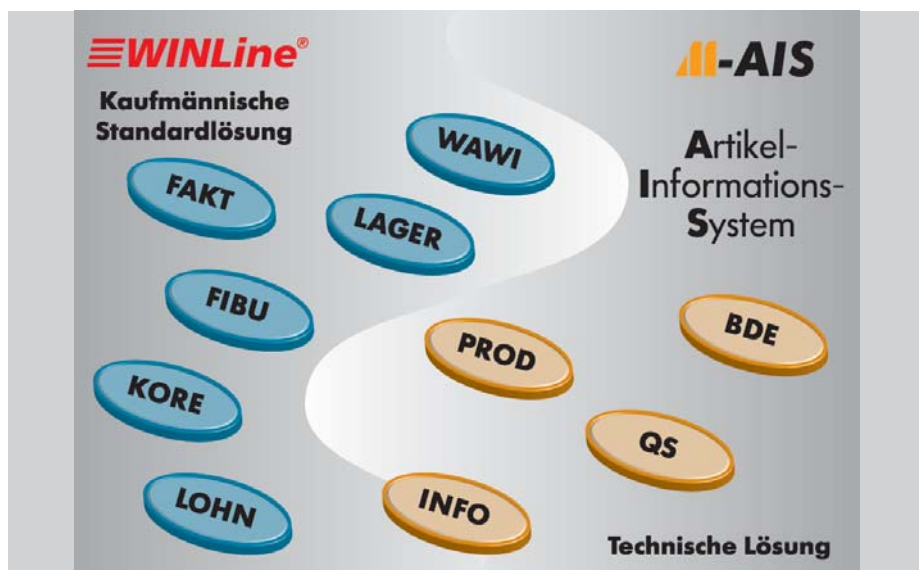 WINLine®
Kaufmännische
Standardlösung
FAKT
WAWI
LAGER
FIBU
KORE
LOHN
-AIS
Artikel-
Informations-
System
PROD
BDE
QS
INFO
Technische Lösung